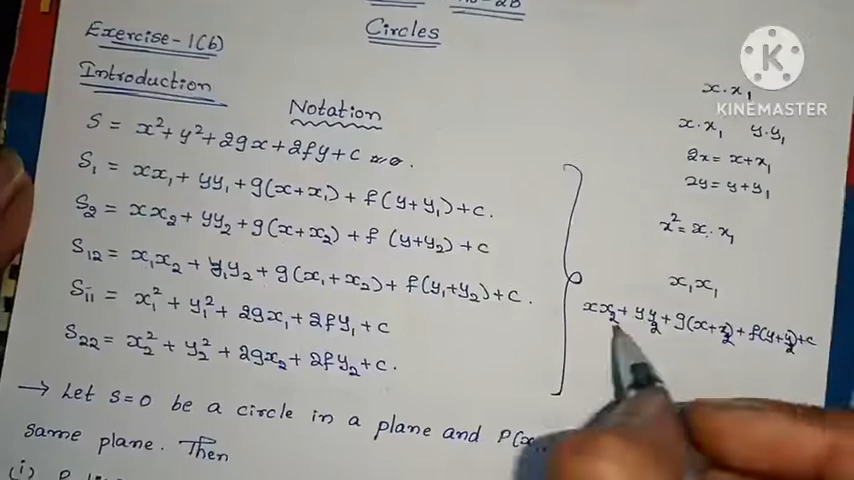 Circles
Exercise-1(b)
Introduction
Notation
S = x²+y²+2gx+2fy+c = 0.
S₁ = xx₁+yy₁+g(x+x₁)+f(y+y₁)+c.
S₂ = xx₂+yy₂+g(x+x₂)+f(y+y₂)+c
S₁₂ = x₁x₂+y₁y₂+g(x₁+x₂)+f(y₁+y₂)+c.
S₁₁ = x₁²+y₁²+2gx₁+2fy₁+c
S₂₂ = x₂²+y₂²+2gx₂+2fy₂+c.
→ Let S=0 be a circle in a plane and P(x
same plane. Then
(i) P
x·x₁
K
KINEMASTER
x·x₁ y·y₁
2x = x+x₁
2y = y+y₁
x² = x·x₁
x₁x₁
xx₂+yy₂+g(x+x₂)+f(y+y₂)+c